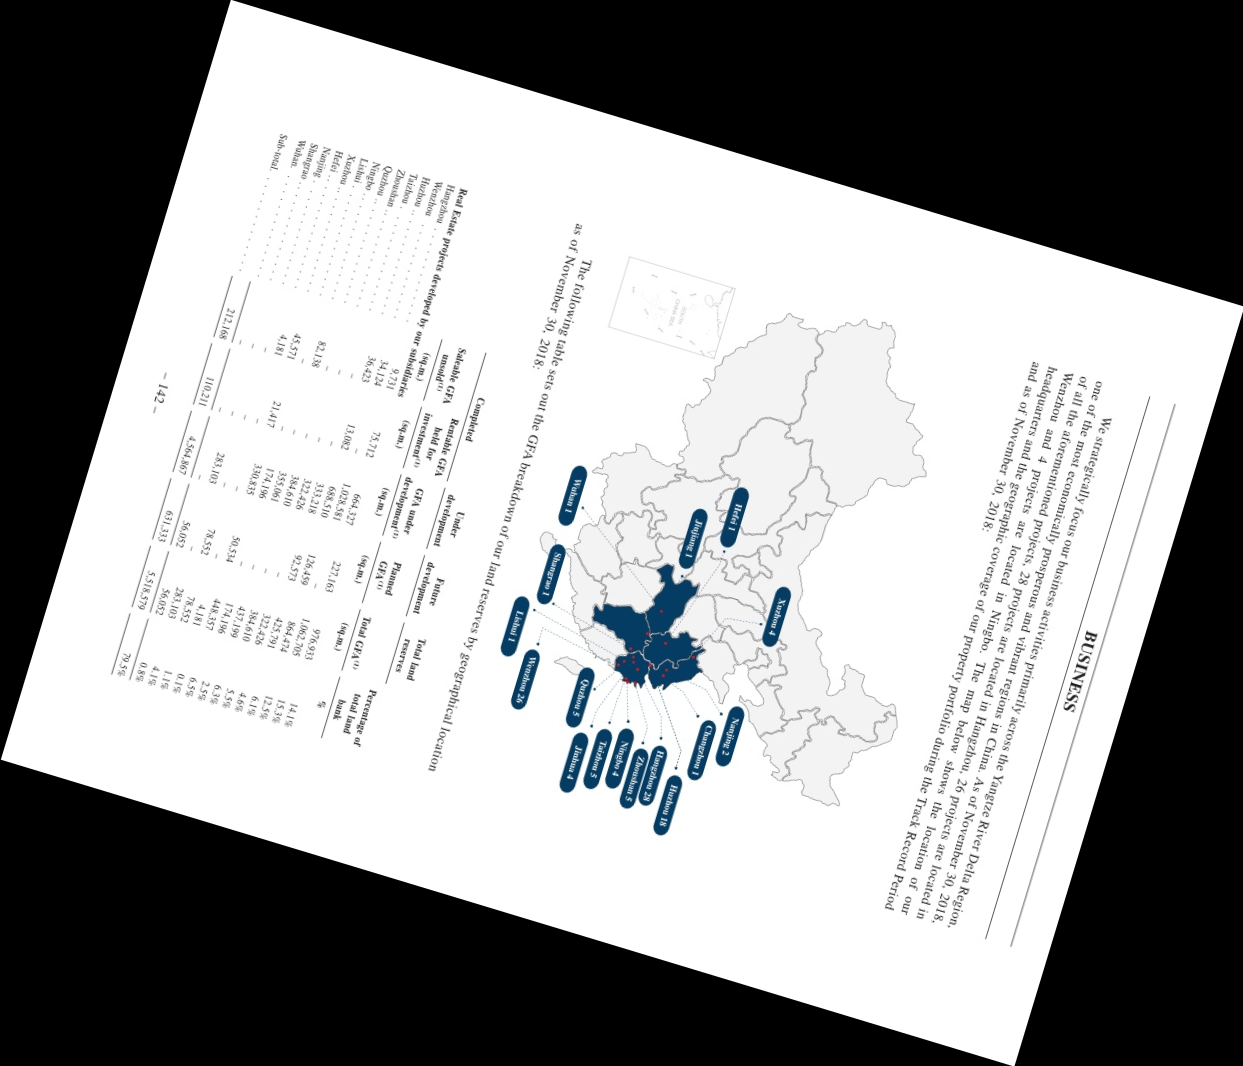 BUSINESS
We strategically focus our business activities primarily across the Yangtze River Delta Region,
one of the most economically prosperous and vibrant regions in China. As of November 30, 2018,
of all the aforementioned projects, 28 projects are located in Hangzhou, 26 projects are located in
Wenzhou and 4 projects are located in Ningbo. The map below shows the location of our
headquarters and the geographic coverage of our property portfolio during the Track Record Period
and as of November 30, 2018:
Xuzhou 4
Hefei 1
Jiujiang 1
Wuhan 1
Shangrao 1
Lishui 1
Wenzhou 26
Quzhou 5
Nanjing 2
Changzhou 1
Huzhou 18
Hangzhou 28
Zhoushan 5
Ningbo 4
Taizhou 5
Jinhua 4
SOUTH
CHINA SEA
The following table sets out the GFA breakdown of our land reserves by geographical location
as of November 30, 2018:
Completed Under development Future development Total land reserves
Saleable GFA unsold(1) Rentable GFA held for investment(1) GFA under development(1) Planned GFA(1) Total GFA(1) Percentage of total land bank
(sq.m.) (sq.m.) (sq.m.) (sq.m.) (sq.m.) %
Real Estate projects developed by our subsidiaries
Hangzhou 9,731 75,712 664,327 227,163 976,933 14.1%
Wenzhou 34,124 – 1,028,581 – 1,062,705 15.3%
Huzhou 36,423 13,082 688,510 126,459 864,474 12.5%
Taizhou – – 333,218 92,573 425,791 6.1%
Zhoushan – – 322,426 – 322,426 4.6%
Quzhou – – 384,610 – 384,610 5.5%
Ningbo 82,138 – 355,061 – 437,199 6.3%
Lishui – – 174,196 – 174,196 2.5%
Xuzhou 45,571 21,417 330,835 50,534 448,357 6.5%
Hefei 4,181 – – – 4,181 0.1%
Nanjing – – – 78,552 78,552 1.1%
Shangrao – – 283,103 – 283,103 4.1%
Wuhan – – – 56,052 56,052 0.8%
Sub-total 212,168 110,211 4,564,867 631,333 5,518,579 79.5%
– 142 –